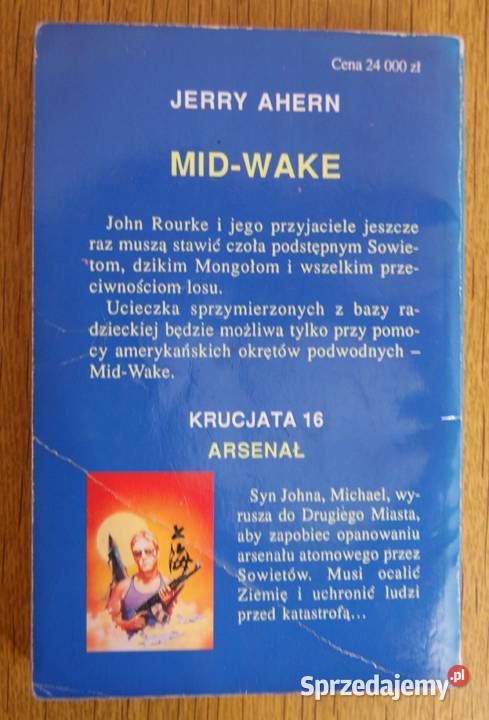 Cena 24 000 zł
JERRY AHERN
MID-WAKE
John Rourke i jego przyjaciele jeszcze
raz muszą stawić czoła podstępnym Sowie-
tom, dzikim Mongołom i wszelkim prze-
ciwnościom losu.
Ucieczka sprzymierzonych z bazy ra-
dzieckiej będzie możliwa tylko przy pomo-
cy amerykańskich okrętów podwodnych –
Mid-Wake.
KRUCJATA 16
ARSENAŁ
Syn Johna, Michael, wy-
rusza do Drugiego Miasta,
aby zapobiec opanowaniu
arsenału atomowego przez
Sowietów. Musi ocalić
Ziemię i uchronić ludzi
przed katastrofą...
Sprzedajemy.pl